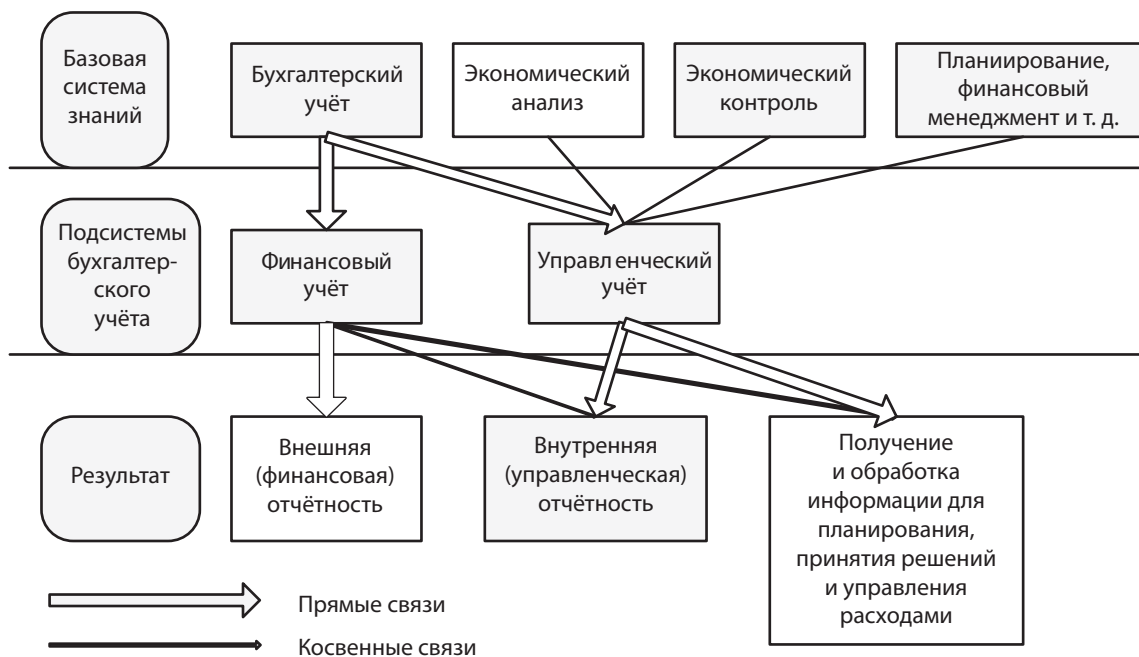 Базовая
система
знаний
Бухгалтерский
учёт
Экономический
анализ
Экономический
контроль
Планиирование,
финансовый
менеджмент и т. д.
Подсистемы
бухгалтер-
ского
учёта
Финансовый
учёт
Управленческий
учёт
Результат
Внешняя
(финансовая)
отчётность
Внутренняя
(управленческая)
отчётность
Получение
и обработка
информации для
планирования,
принятия решений
и управления
расходами
Прямые связи
Косвенные связи